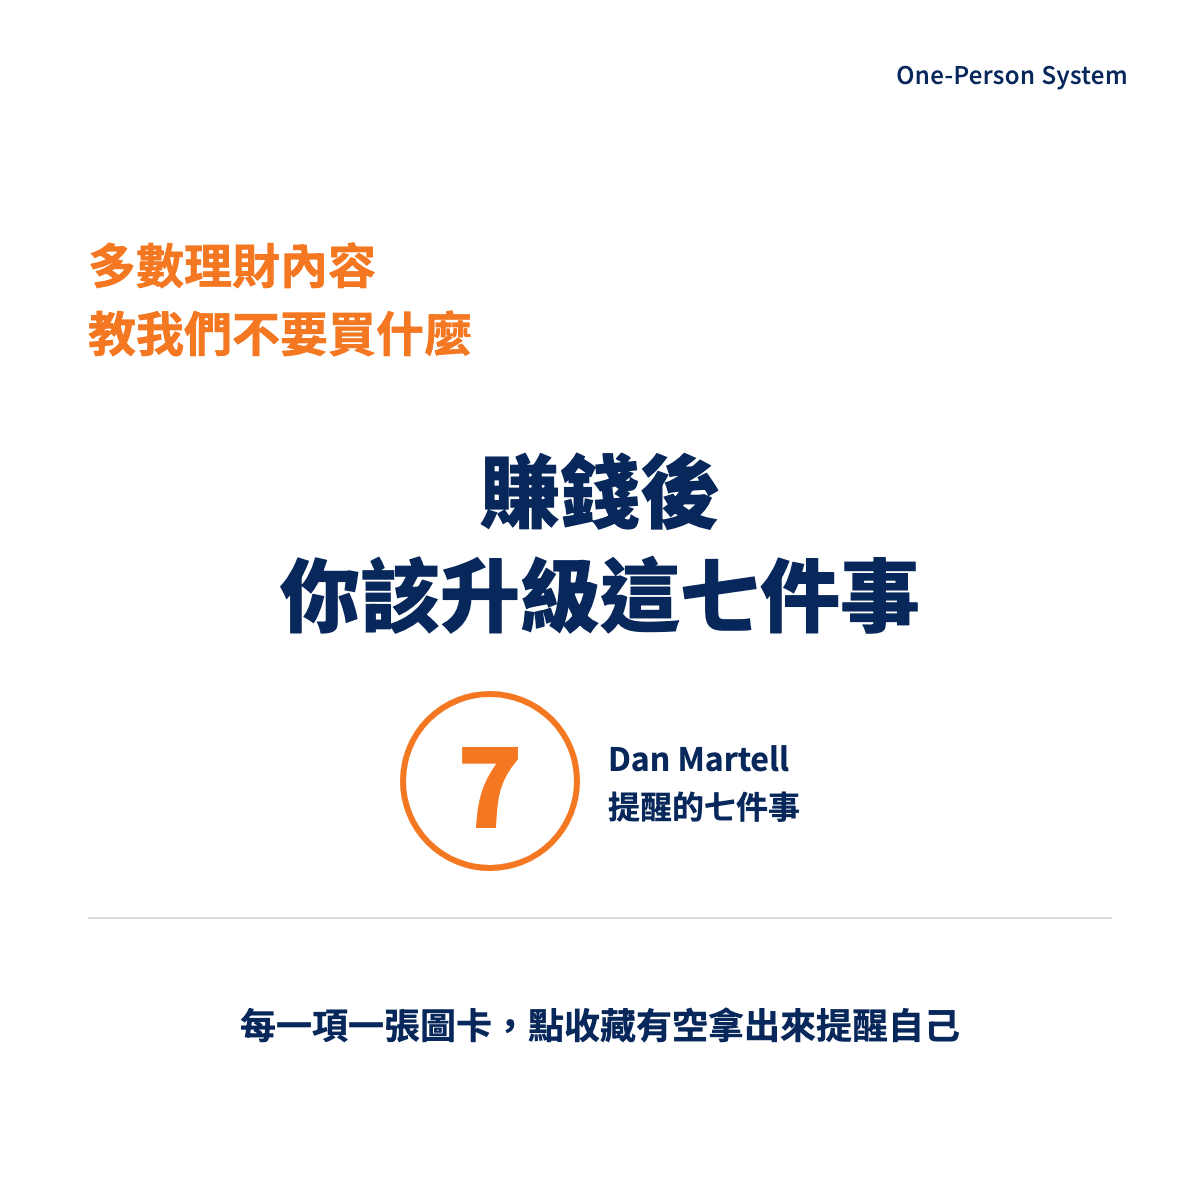 One-Person System
多數理財內容
教我們不要買什麼
賺錢後
你該升級這七件事
7
Dan Martell
提醒的七件事
每一項一張圖卡，點收藏有空拿出來提醒自己